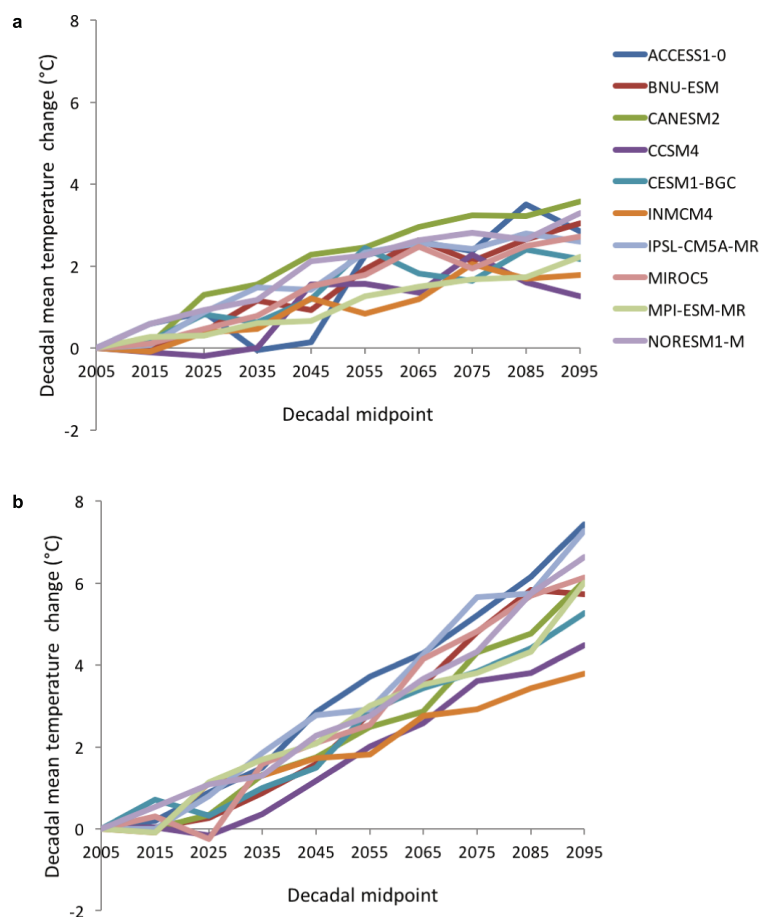 a
Decadal mean temperature change (°C)
8
6
4
2
0
-2
2005 2015 2025 2035 2045 2055 2065 2075 2085 2095
Decadal midpoint
ACCESS1-0
BNU-ESM
CANESM2
CCSM4
CESM1-BGC
INMCM4
IPSL-CM5A-MR
MIROC5
MPI-ESM-MR
NORESM1-M
b
Decadal mean temperature change (°C)
8
6
4
2
0
-2
2005 2015 2025 2035 2045 2055 2065 2075 2085 2095
Decadal midpoint